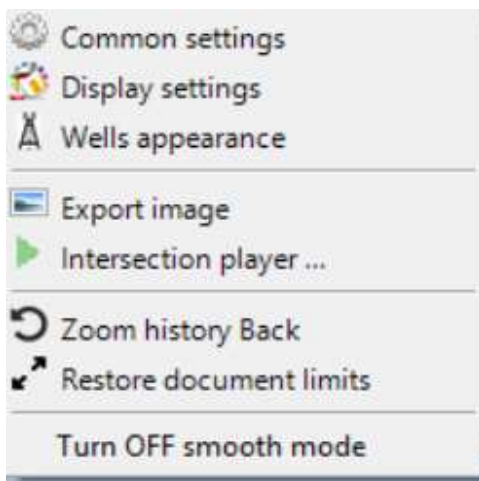 Common settings
Display settings
Wells appearance
Export image
Intersection player ...
Zoom history Back
Restore document limits
Turn OFF smooth mode